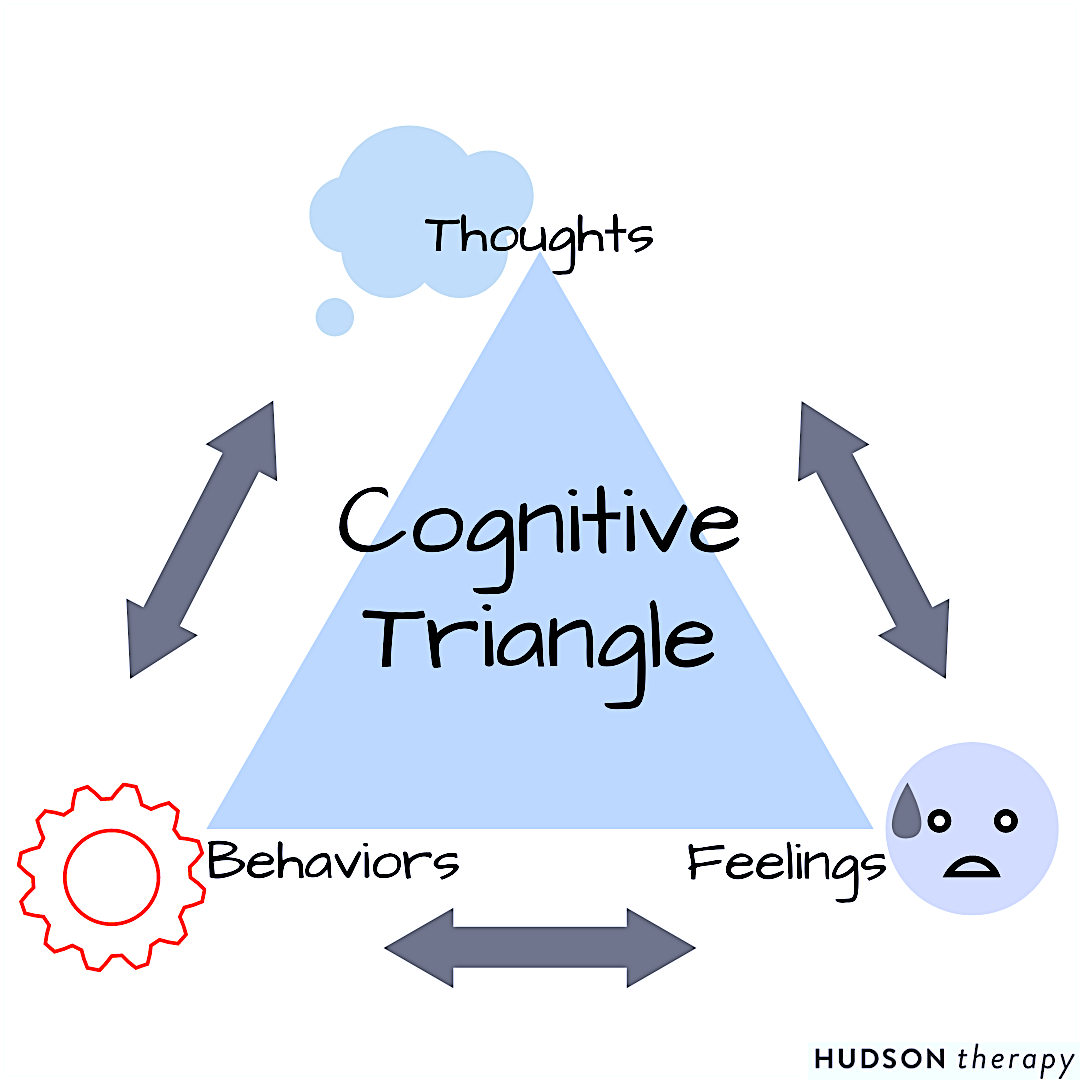 Thoughts
Cognitive
Triangle
Behaviors
Feelings
HUDSON therapy